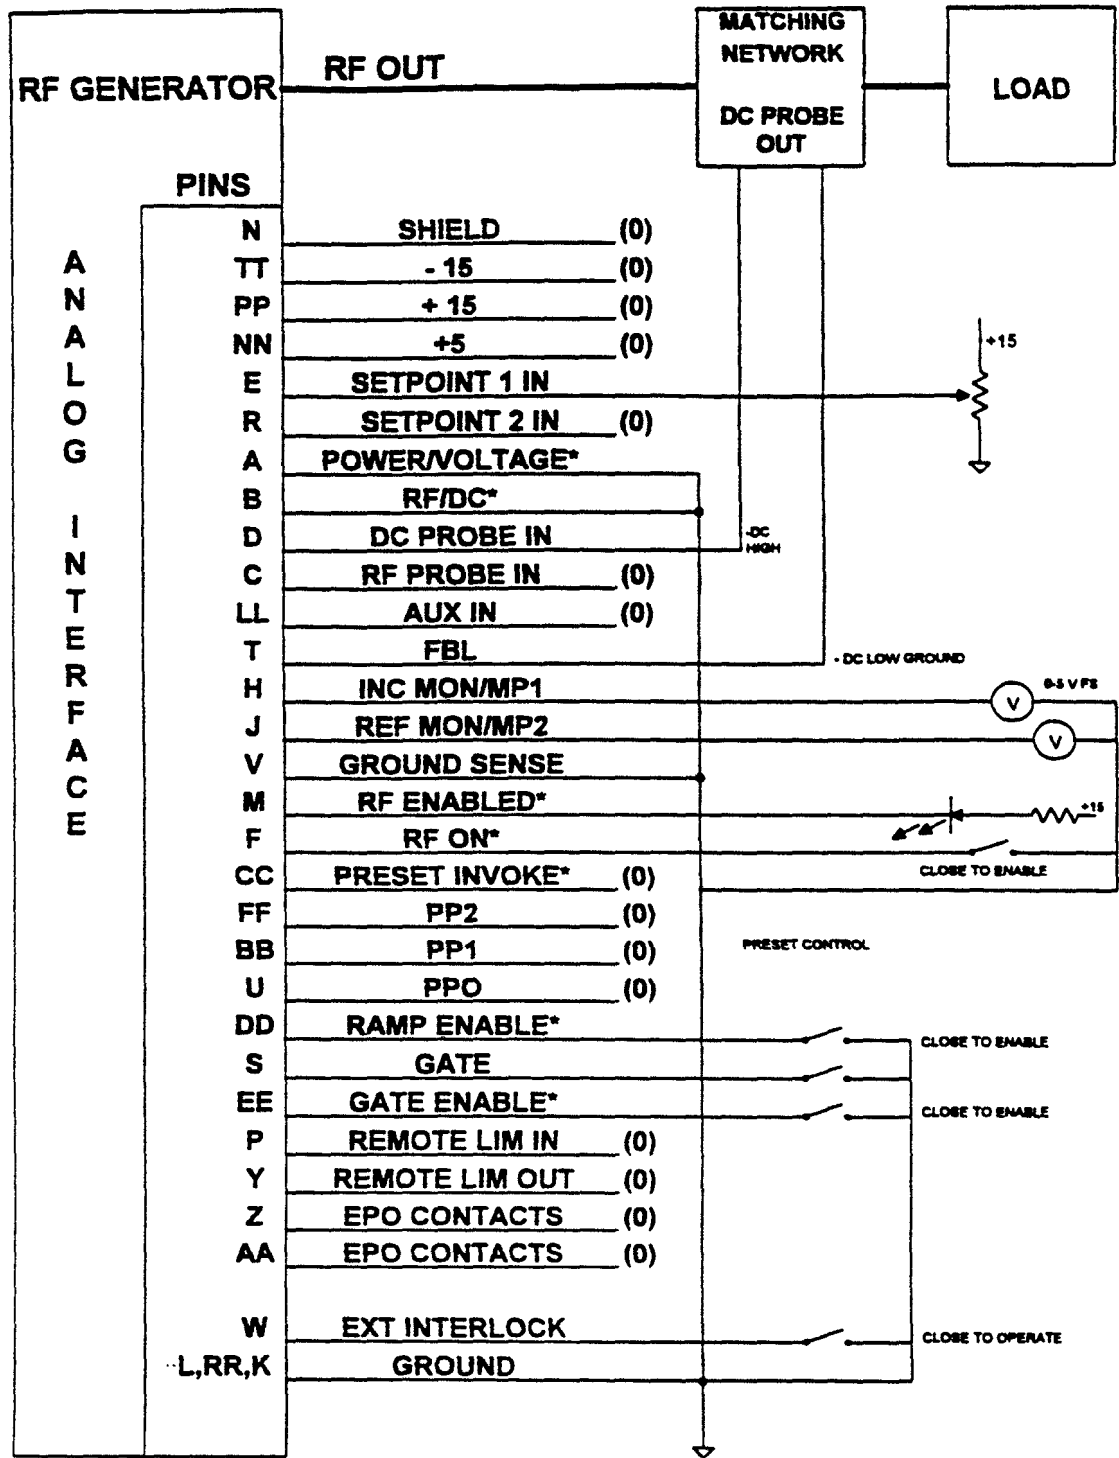 RF GENERATOR
RF OUT
MATCHING
NETWORK
DC PROBE
OUT
LOAD
PINS
ANALOG INTERFACE
N SHIELD (0)
TT - 15 (0)
PP + 15 (0)
NN +5 (0)
+15
E SETPOINT 1 IN
R SETPOINT 2 IN (0)
A POWER/VOLTAGE*
B RF/DC*
D DC PROBE IN
-DC
HIGH
C RF PROBE IN (0)
LL AUX IN (0)
T FBL
- DC LOW GROUND
H INC MON/MP1
V
0-5 V FS
J REF MON/MP2
V
V GROUND SENSE
M RF ENABLED*
+15
F RF ON*
CLOSE TO ENABLE
CC PRESET INVOKE* (0)
FF PP2 (0)
BB PP1 (0)
PRESET CONTROL
U PPO (0)
DD RAMP ENABLE*
CLOSE TO ENABLE
S GATE
EE GATE ENABLE*
CLOSE TO ENABLE
P REMOTE LIM IN (0)
Y REMOTE LIM OUT (0)
Z EPO CONTACTS (0)
AA EPO CONTACTS (0)
W EXT INTERLOCK
CLOSE TO OPERATE
L,RR,K GROUND